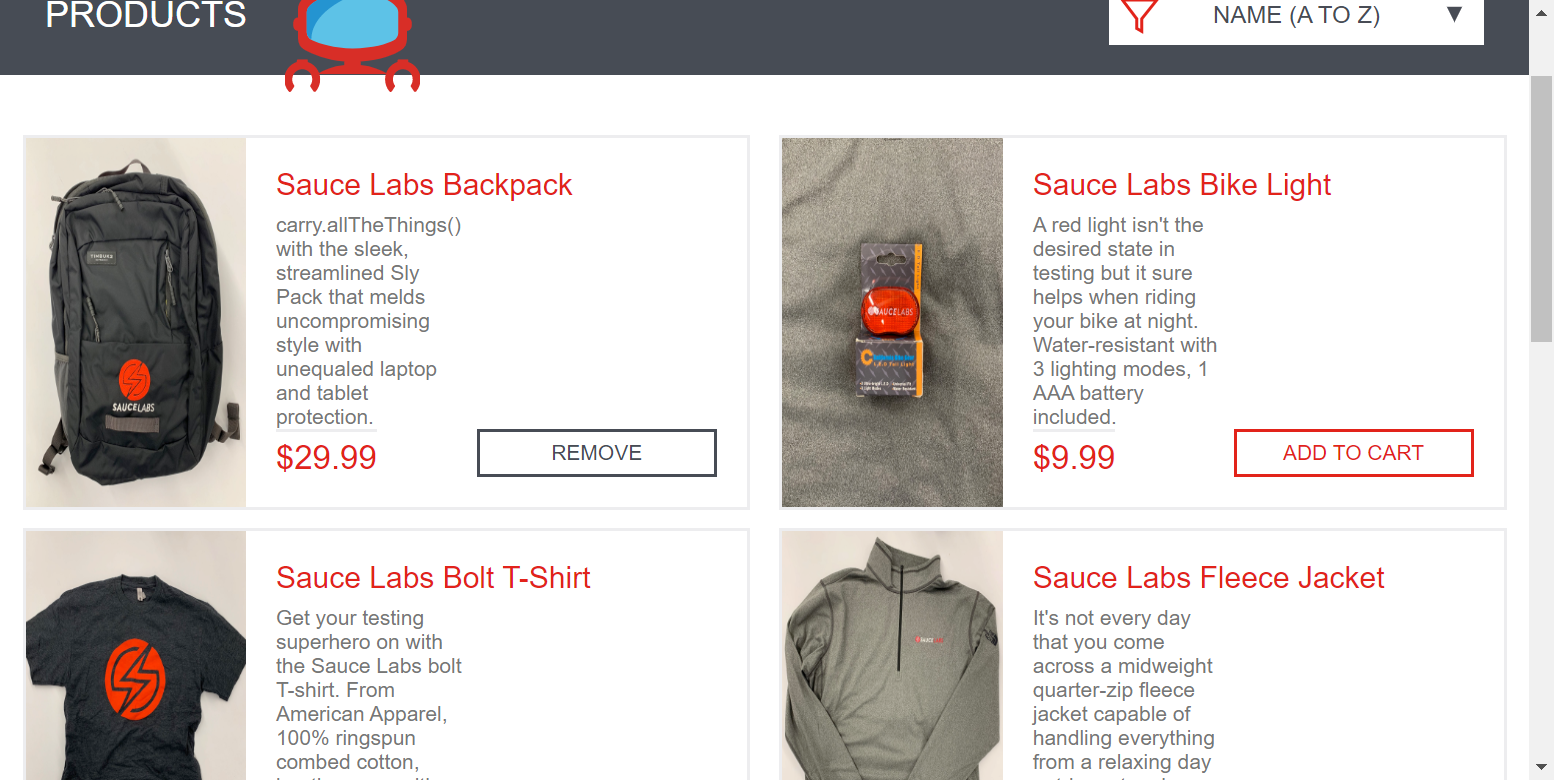 PRODUCTS
NAME (A TO Z)
Sauce Labs Backpack
carry.allTheThings()
with the sleek,
streamlined Sly
Pack that melds
uncompromising
style with
unequaled laptop
and tablet
protection.
$29.99
REMOVE
SAUCELABS
Sauce Labs Bike Light
A red light isn't the
desired state in
testing but it sure
helps when riding
your bike at night.
Water-resistant with
3 lighting modes, 1
AAA battery
included.
$9.99
ADD TO CART
SAUCELABS
Sauce Labs Bolt T-Shirt
Get your testing
superhero on with
the Sauce Labs bolt
T-shirt. From
American Apparel,
100% ringspun
combed cotton,
Sauce Labs Fleece Jacket
It's not every day
that you come
across a midweight
quarter-zip fleece
jacket capable of
handling everything
from a relaxing day